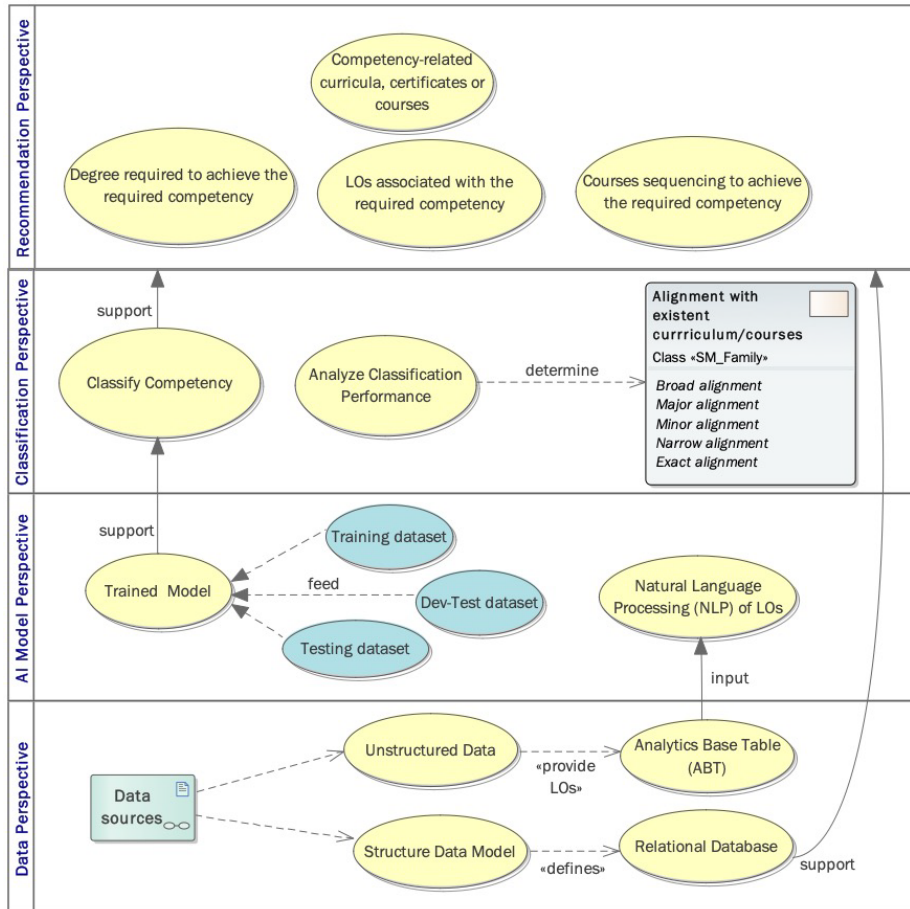 Recommendation Perspective
Competency-related
curricula, certificates or
courses
Degree required to achieve the
required competency
LOs associated with the
required competency
Courses sequencing to achieve
the required competency
Classification Perspective
support
Classify Competency
Analyze Classification
Performance
determine
Alignment with
existent
currriculum/courses
Class «SM_Family»
Broad alignment
Major alignment
Minor alignment
Narrow alignment
Exact alignment
AI Model Perspective
support
Trained Model
Training dataset
feed
Dev-Test dataset
Testing dataset
Natural Language
Processing (NLP) of LOs
input
Data Perspective
Data
sources
Unstructured Data
«provide
LOs»
Analytics Base Table
(ABT)
Structure Data Model
«defines»
Relational Database
support